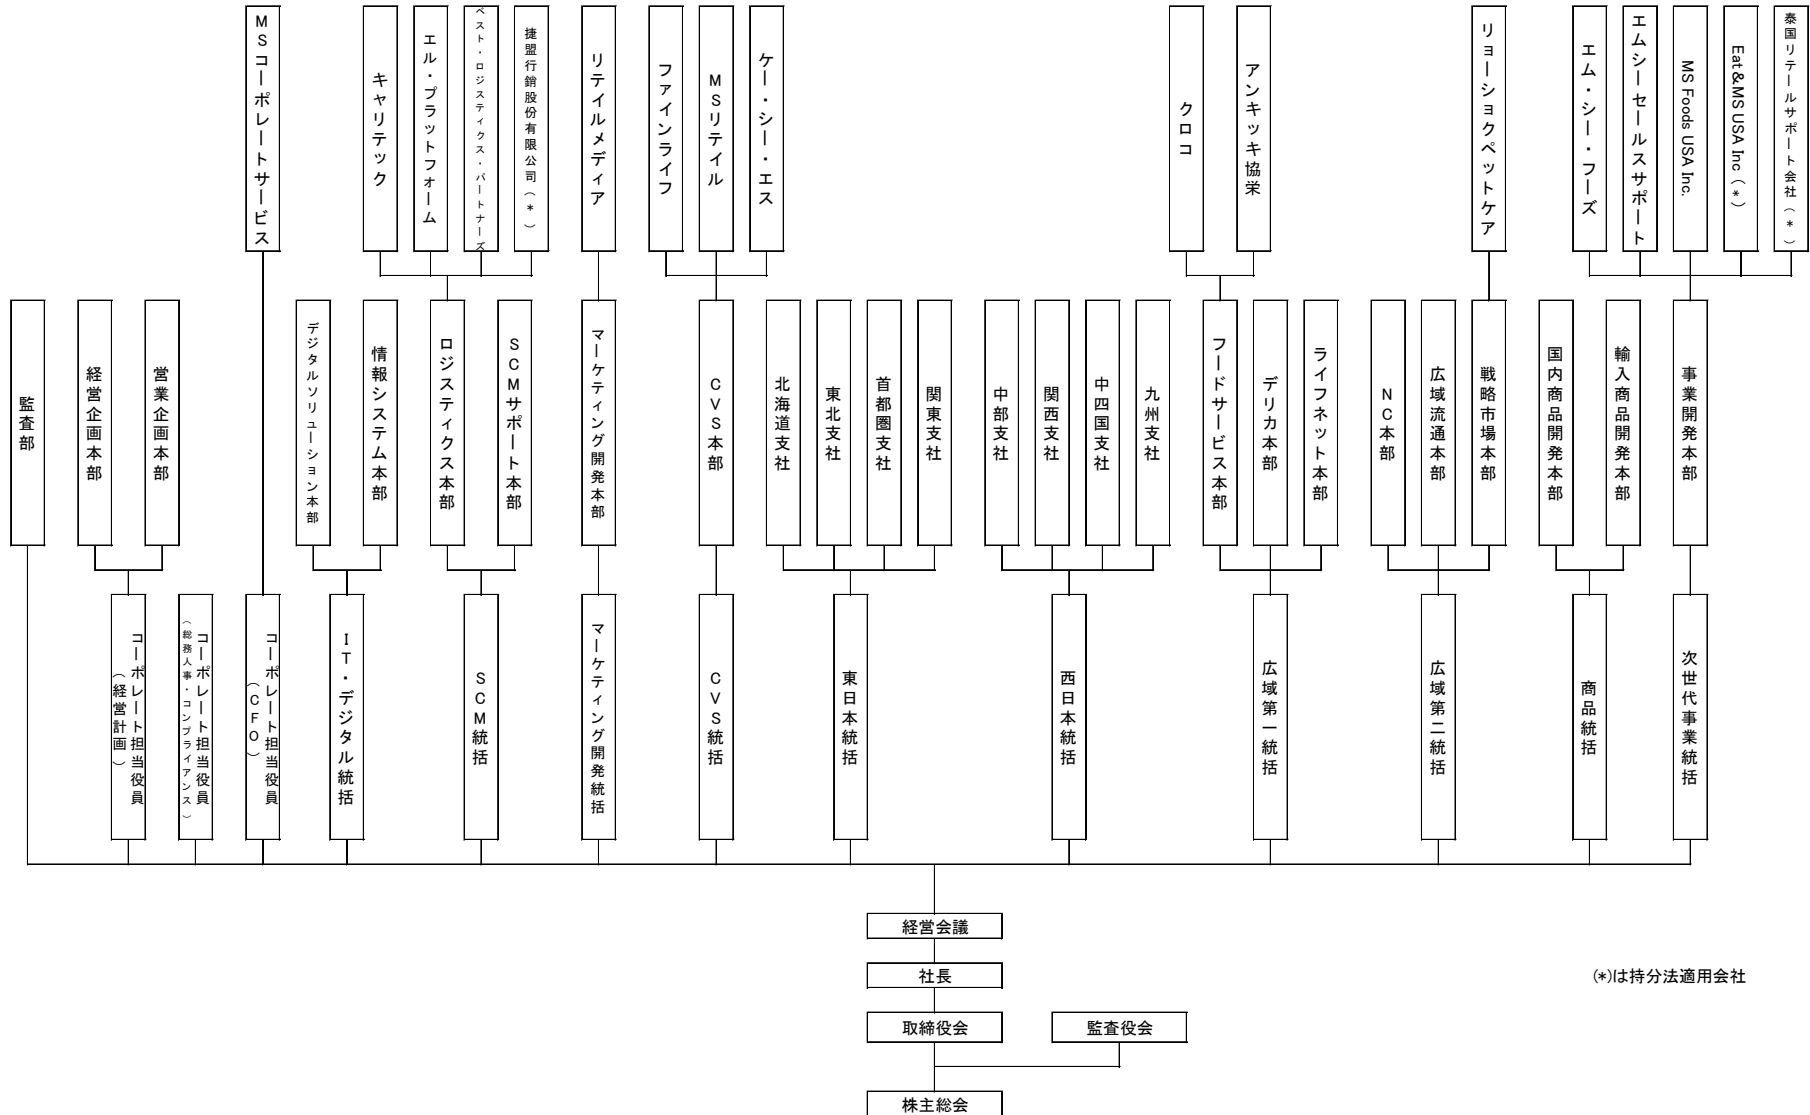 MSコーポレートサービス
キャリテック
エル・プラットフォーム
ベスト・ロジスティクス・パートナーズ
捷盟行銷股份有限公司(*)
リテイルメディア
ファインライフ
MSリテイル
ケー・シー・エス
クロコ
アンキッキ協栄
リョーショクペットケア
エム・シー・フーズ
エムシーセールスサポート
MS Foods USA Inc.
Eat&MS USA Inc(*)
泰国リテールサポート会社(*)
監査部
経営企画本部
営業企画本部
デジタルソリューション本部
情報システム本部
ロジスティクス本部
SCMサポート本部
マーケティング開発本部
CVS本部
北海道支社
東北支社
首都圏支社
関東支社
中部支社
関西支社
中四国支社
九州支社
フードサービス本部
デリカ本部
ライフネット本部
NC本部
広域流通本部
戦略市場本部
国内商品開発本部
輸入商品開発本部
事業開発本部
コーポレート担当役員
(経営計画)
コーポレート担当役員
(総務人事・コンプライアンス)
コーポレート担当役員
(CFO)
IT・デジタル統括
SCM統括
マーケティング開発統括
CVS統括
東日本統括
西日本統括
広域第一統括
広域第二統括
商品統括
次世代事業統括
経営会議
社長
(*)は持分法適用会社
取締役会
監査役会
株主総会